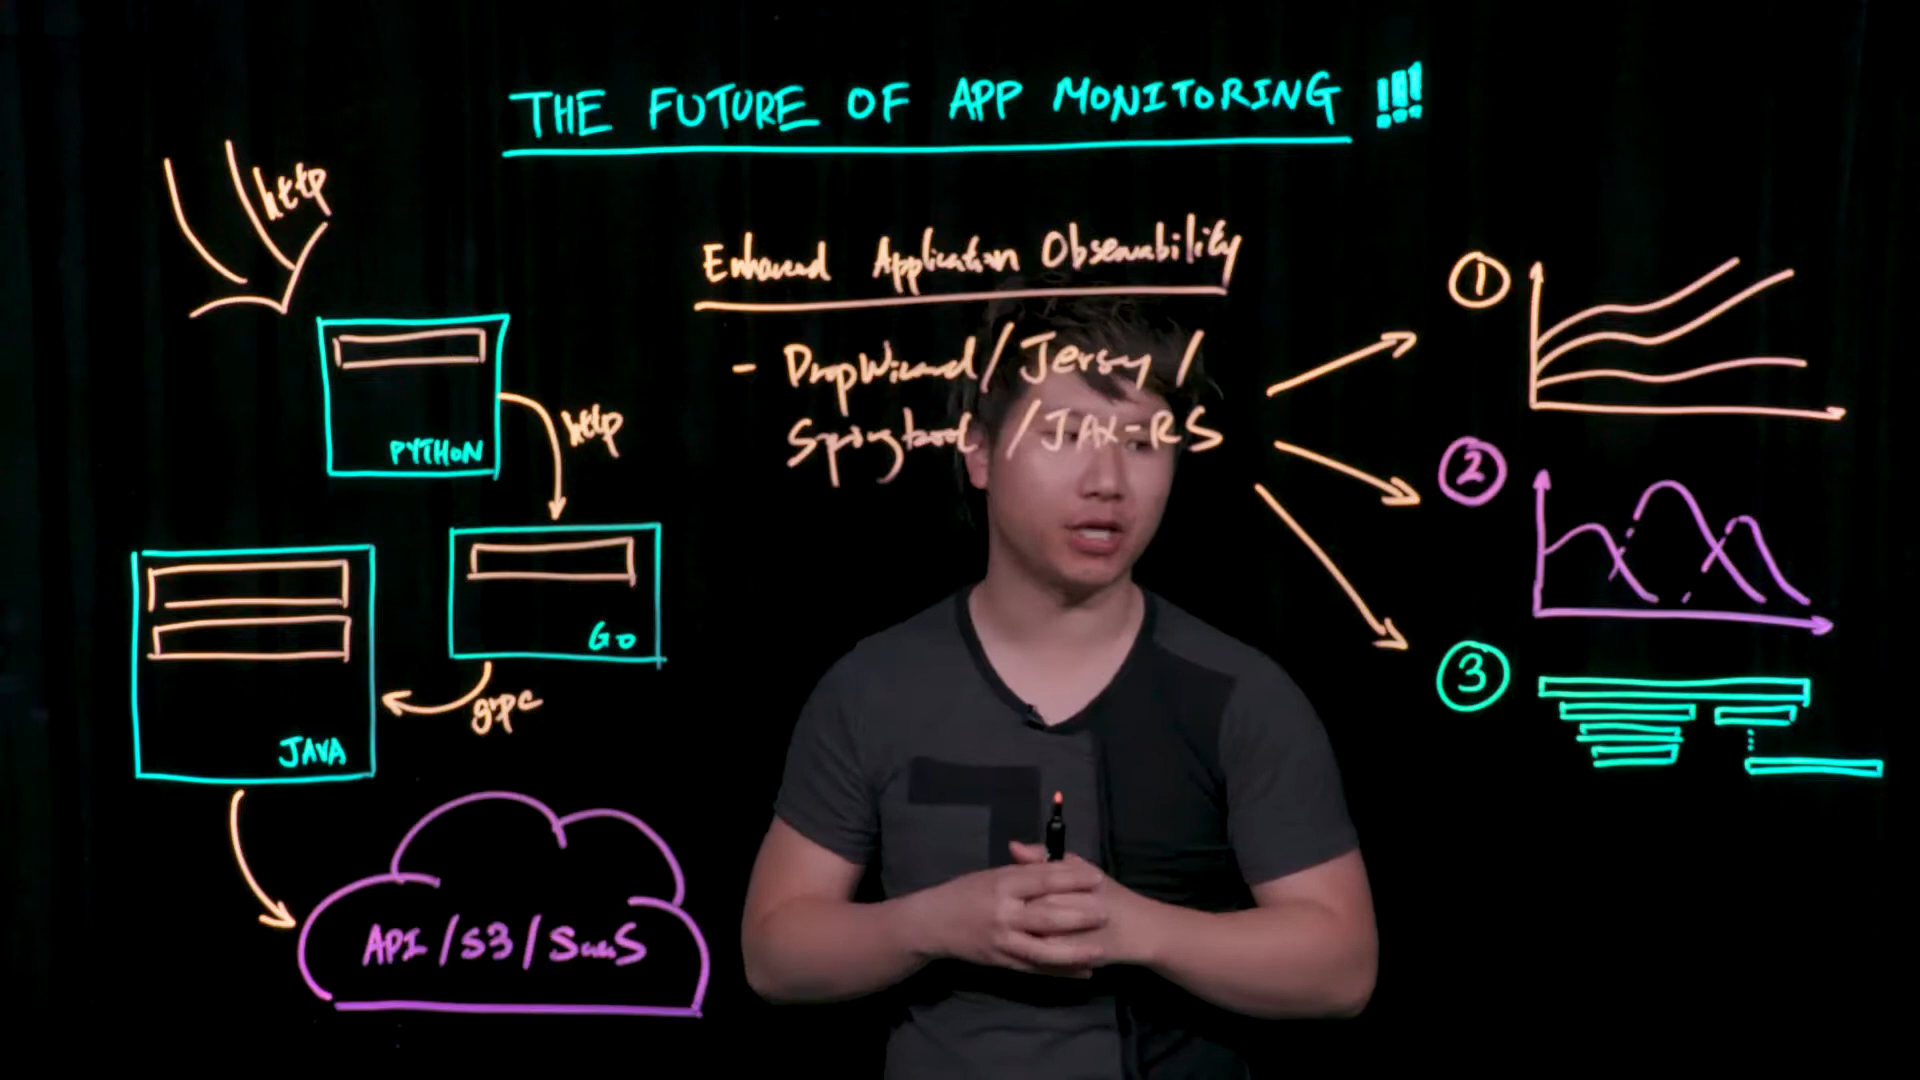 THE FUTURE OF APP MONITORING !!!
http
Enhanced Application Observability
- DropWizard / Jersy /
Springboot / JAX-RS
PYTHON
http
GO
grpc
JAVA
API / S3 / SaaS
1
2
3